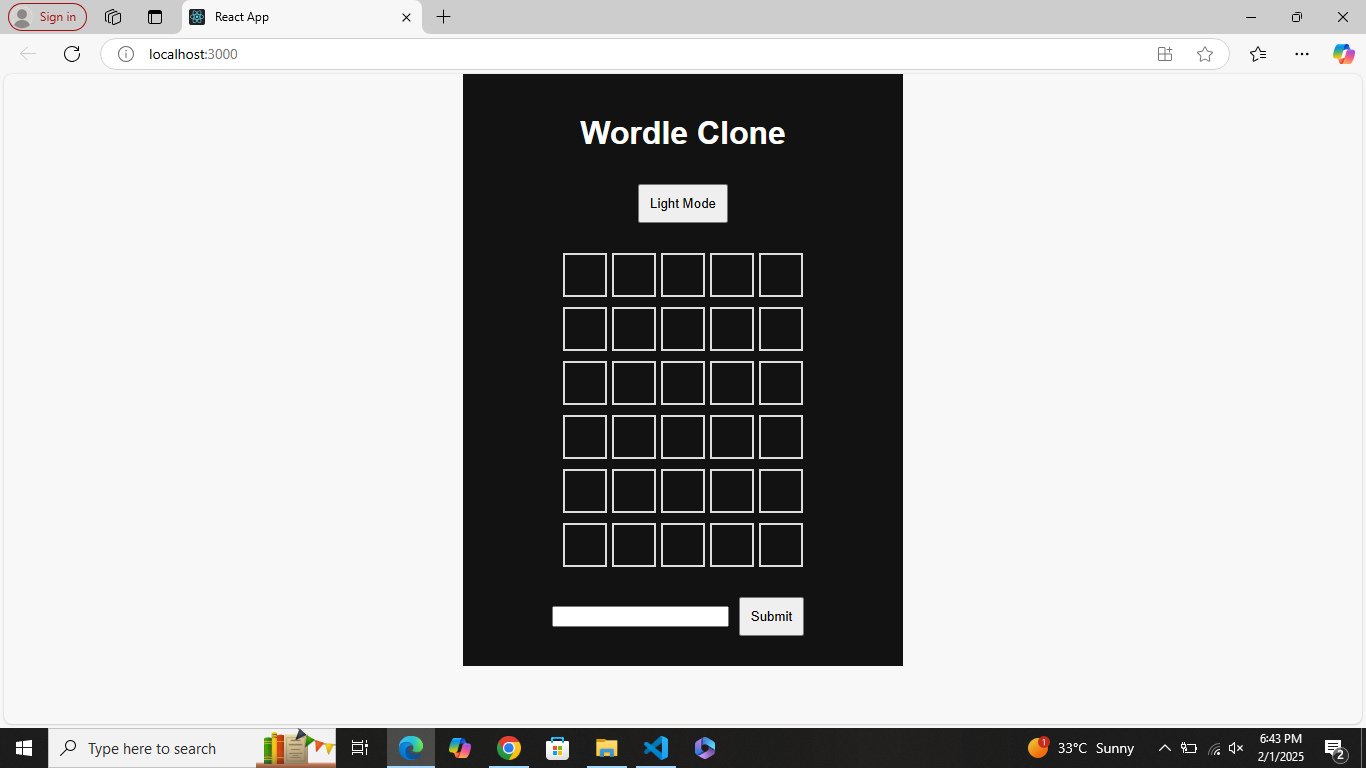 Sign in
React App
localhost:3000
Wordle Clone
Light Mode
Submit
Type here to search
1
33°C Sunny
6:43 PM
2/1/2025
2